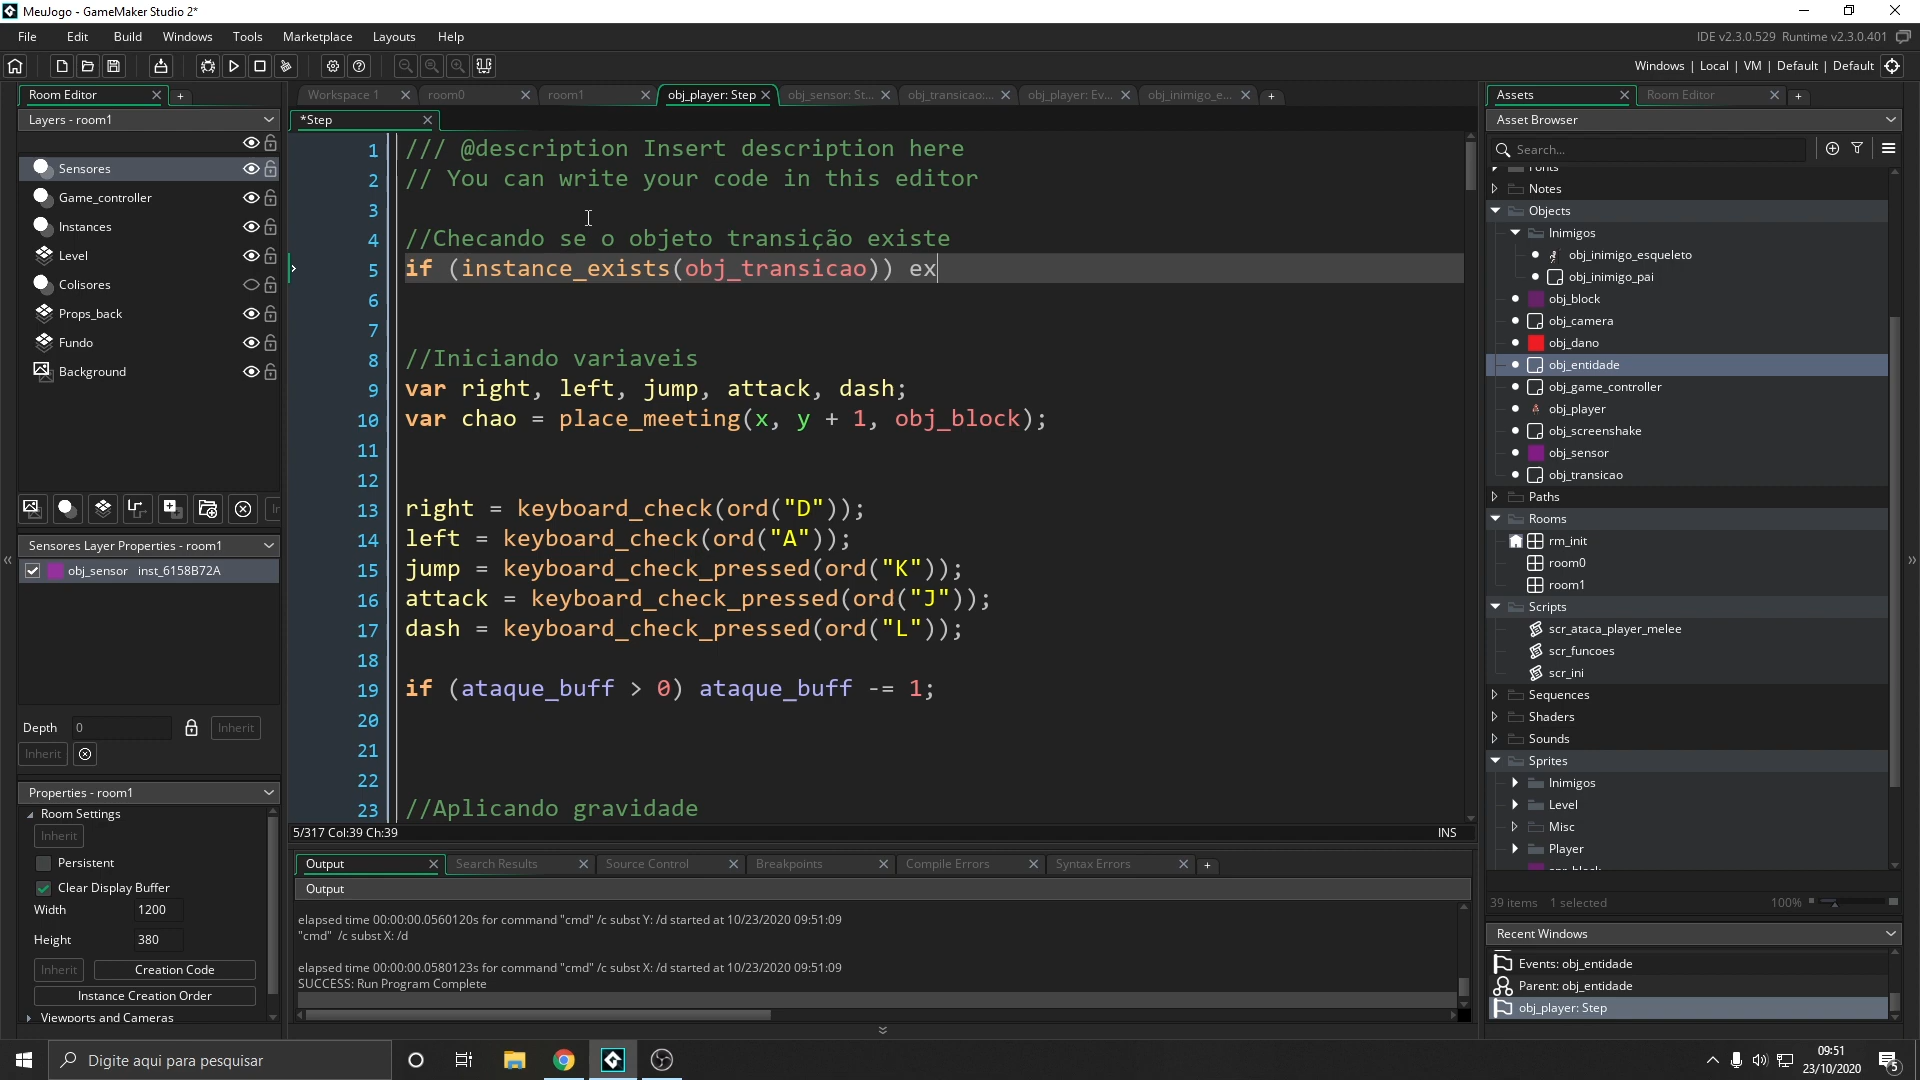 MeuJogo - GameMaker Studio 2*
File Edit Build Windows Tools Marketplace Layouts Help
IDE v2.3.0.529 Runtime v2.3.0.401
Windows | Local | VM | Default | Default
Room Editor
Layers - room1
Sensores
Game_controller
Instances
Level
Colisores
Props_back
Fundo
Background
Sensores Layer Properties - room1
obj_sensor inst_6158B72A
Depth 0 Inherit
Inherit
Properties - room1
Room Settings
Inherit
Persistent
Clear Display Buffer
Width 1200
Height 380
Inherit Creation Code
Instance Creation Order
Viewports and Cameras
Workspace 1 room0 room1 obj_player: Step obj_sensor: St... obj_transicao:... obj_player: Ev... obj_inimigo_e...
*Step
1 /// @description Insert description here
2 // You can write your code in this editor
3
4 //Checando se o objeto transição existe
5 if (instance_exists(obj_transicao)) ex
6
7
8 //Iniciando variaveis
9 var right, left, jump, attack, dash;
10 var chao = place_meeting(x, y + 1, obj_block);
11
12
13 right = keyboard_check(ord("D"));
14 left = keyboard_check(ord("A"));
15 jump = keyboard_check_pressed(ord("K"));
16 attack = keyboard_check_pressed(ord("J"));
17 dash = keyboard_check_pressed(ord("L"));
18
19 if (ataque_buff > 0) ataque_buff -= 1;
20
21
22
23 //Aplicando gravidade
5/317 Col:39 Ch:39 INS
Output Search Results Source Control Breakpoints Compile Errors Syntax Errors
Output
elapsed time 00:00:00.0560120s for command "cmd" /c subst Y: /d started at 10/23/2020 09:51:09
"cmd" /c subst X: /d
elapsed time 00:00:00.0580123s for command "cmd" /c subst X: /d started at 10/23/2020 09:51:09
SUCCESS: Run Program Complete
Assets Room Editor
Asset Browser
Search...
Fonts
Notes
Objects
Inimigos
obj_inimigo_esqueleto
obj_inimigo_pai
obj_block
obj_camera
obj_dano
obj_entidade
obj_game_controller
obj_player
obj_screenshake
obj_sensor
obj_transicao
Paths
Rooms
rm_init
room0
room1
Scripts
scr_ataca_player_melee
scr_funcoes
scr_ini
Sequences
Shaders
Sounds
Sprites
Inimigos
Level
Misc
Player
39 items 1 selected 100%
Recent Windows
Events: obj_entidade
Parent: obj_entidade
obj_player: Step
Digite aqui para pesquisar
09:51
23/10/2020
5